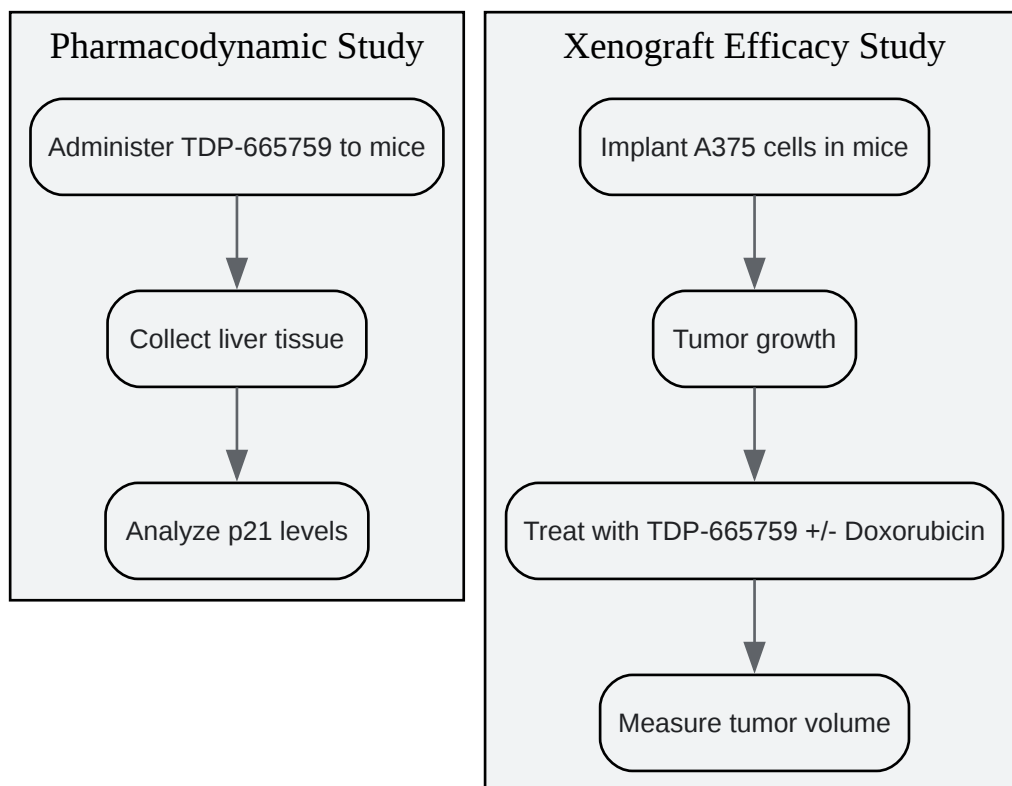 Pharmacodynamic Study
Administer TDP-665759 to mice
Collect liver tissue
Analyze p21 levels
Xenograft Efficacy Study
Implant A375 cells in mice
Tumor growth
Treat with TDP-665759 +/- Doxorubicin
Measure tumor volume